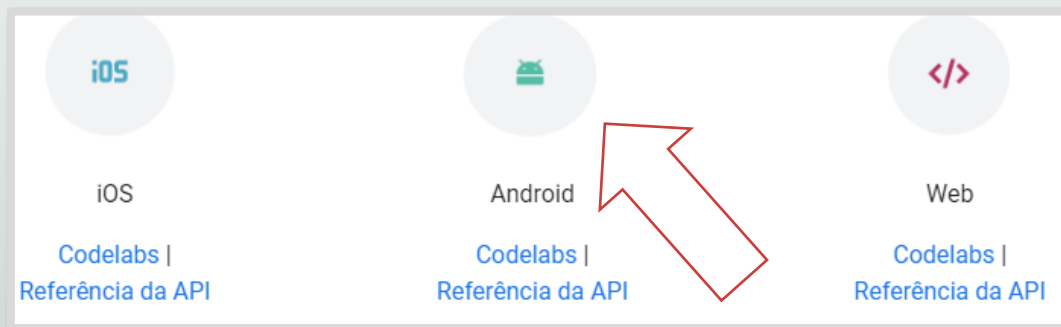 iOS
</>
iOS
Android
Web
Codelabs |
Codelabs |
Codelabs |
Referência da API
Referência da API
Referência da API